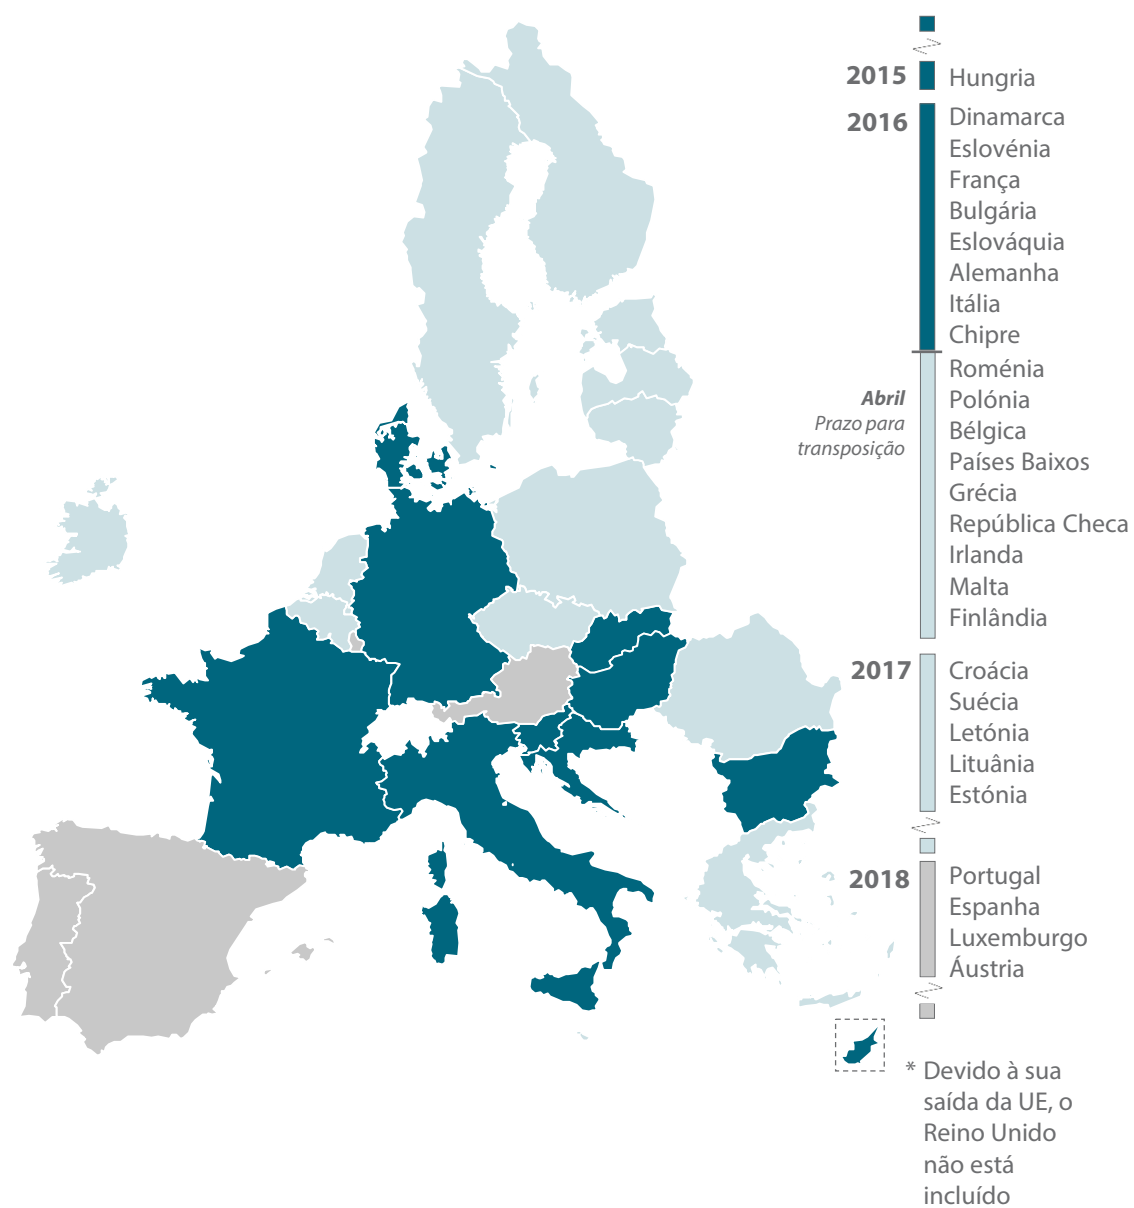 2015
Hungria
2016
Dinamarca
Eslovénia
França
Bulgária
Eslováquia
Alemanha
Itália
Chipre
Abril
Prazo para
transposição
Roménia
Polónia
Bélgica
Países Baixos
Grécia
República Checa
Irlanda
Malta
Finlândia
2017
Croácia
Suécia
Letónia
Lituânia
Estónia
2018
Portugal
Espanha
Luxemburgo
Áustria
* Devido à sua
saída da UE, o
Reino Unido
não está
incluído